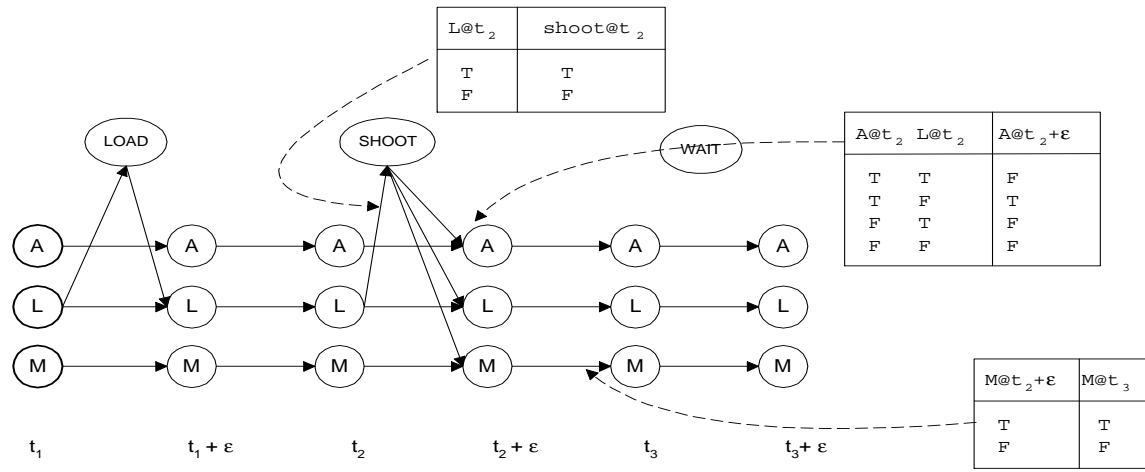 L@t₂ shoot@t₂
T T
F F
LOAD SHOOT WAIT
A@t₂ L@t₂ A@t₂+ε
T T F
T F T
F T F
F F F
A A A A A A
L L L L L L
M M M M M M
M@t₂+ε M@t₃
T T
F F
t₁ t₁ + ε t₂ t₂ + ε t₃ t₃ + ε